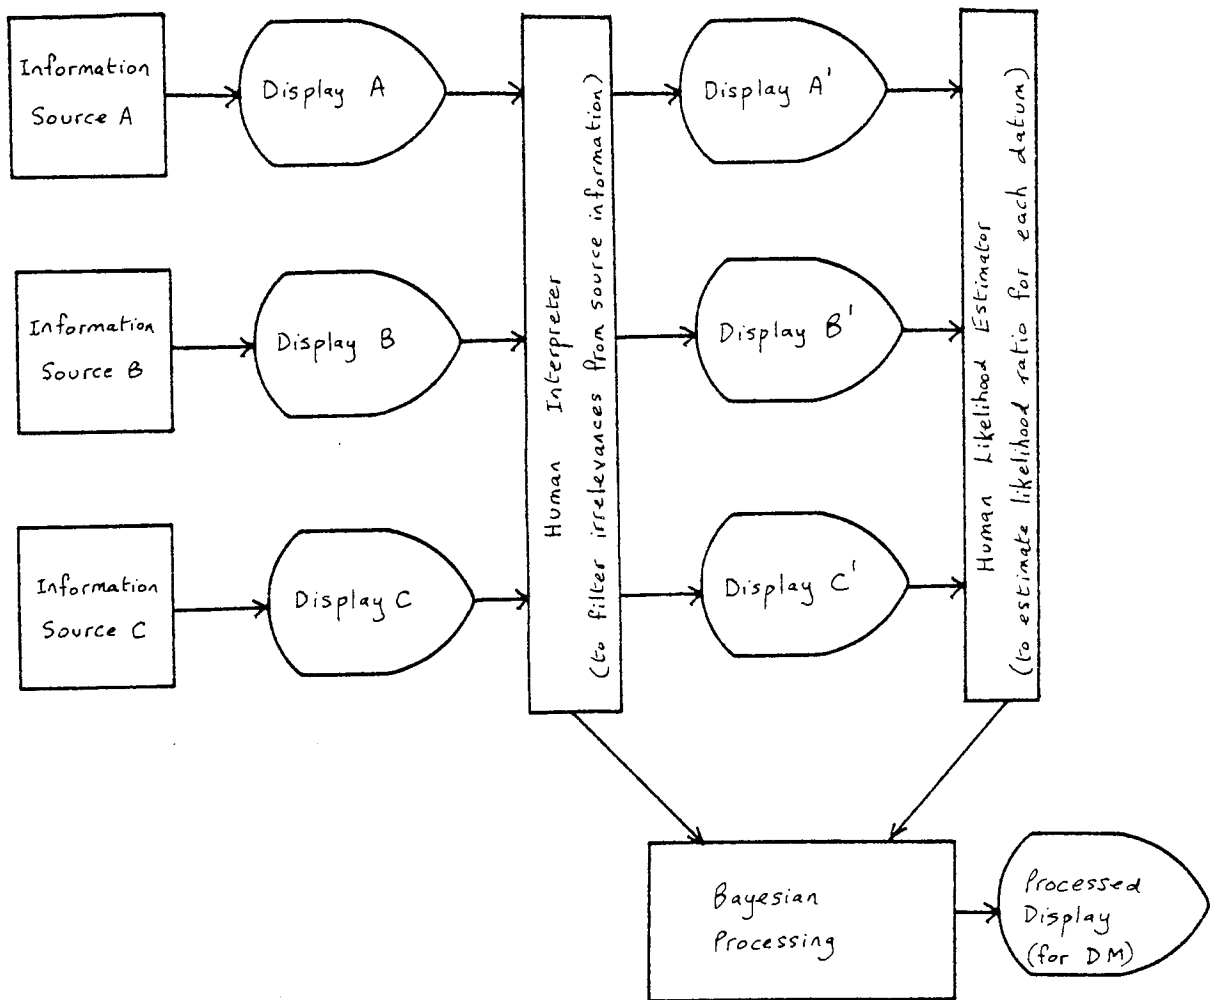 Information
Source A
Display A
Human Interpreter
(to filter irrelevances from source information)
Display A'
Human Likelihood Estimator
(to estimate likelihood ratio for each datum)
Information
Source B
Display B
Display B'
Information
Source C
Display C
Display C'
Bayesian
Processing
Processed
Display
(for DM)